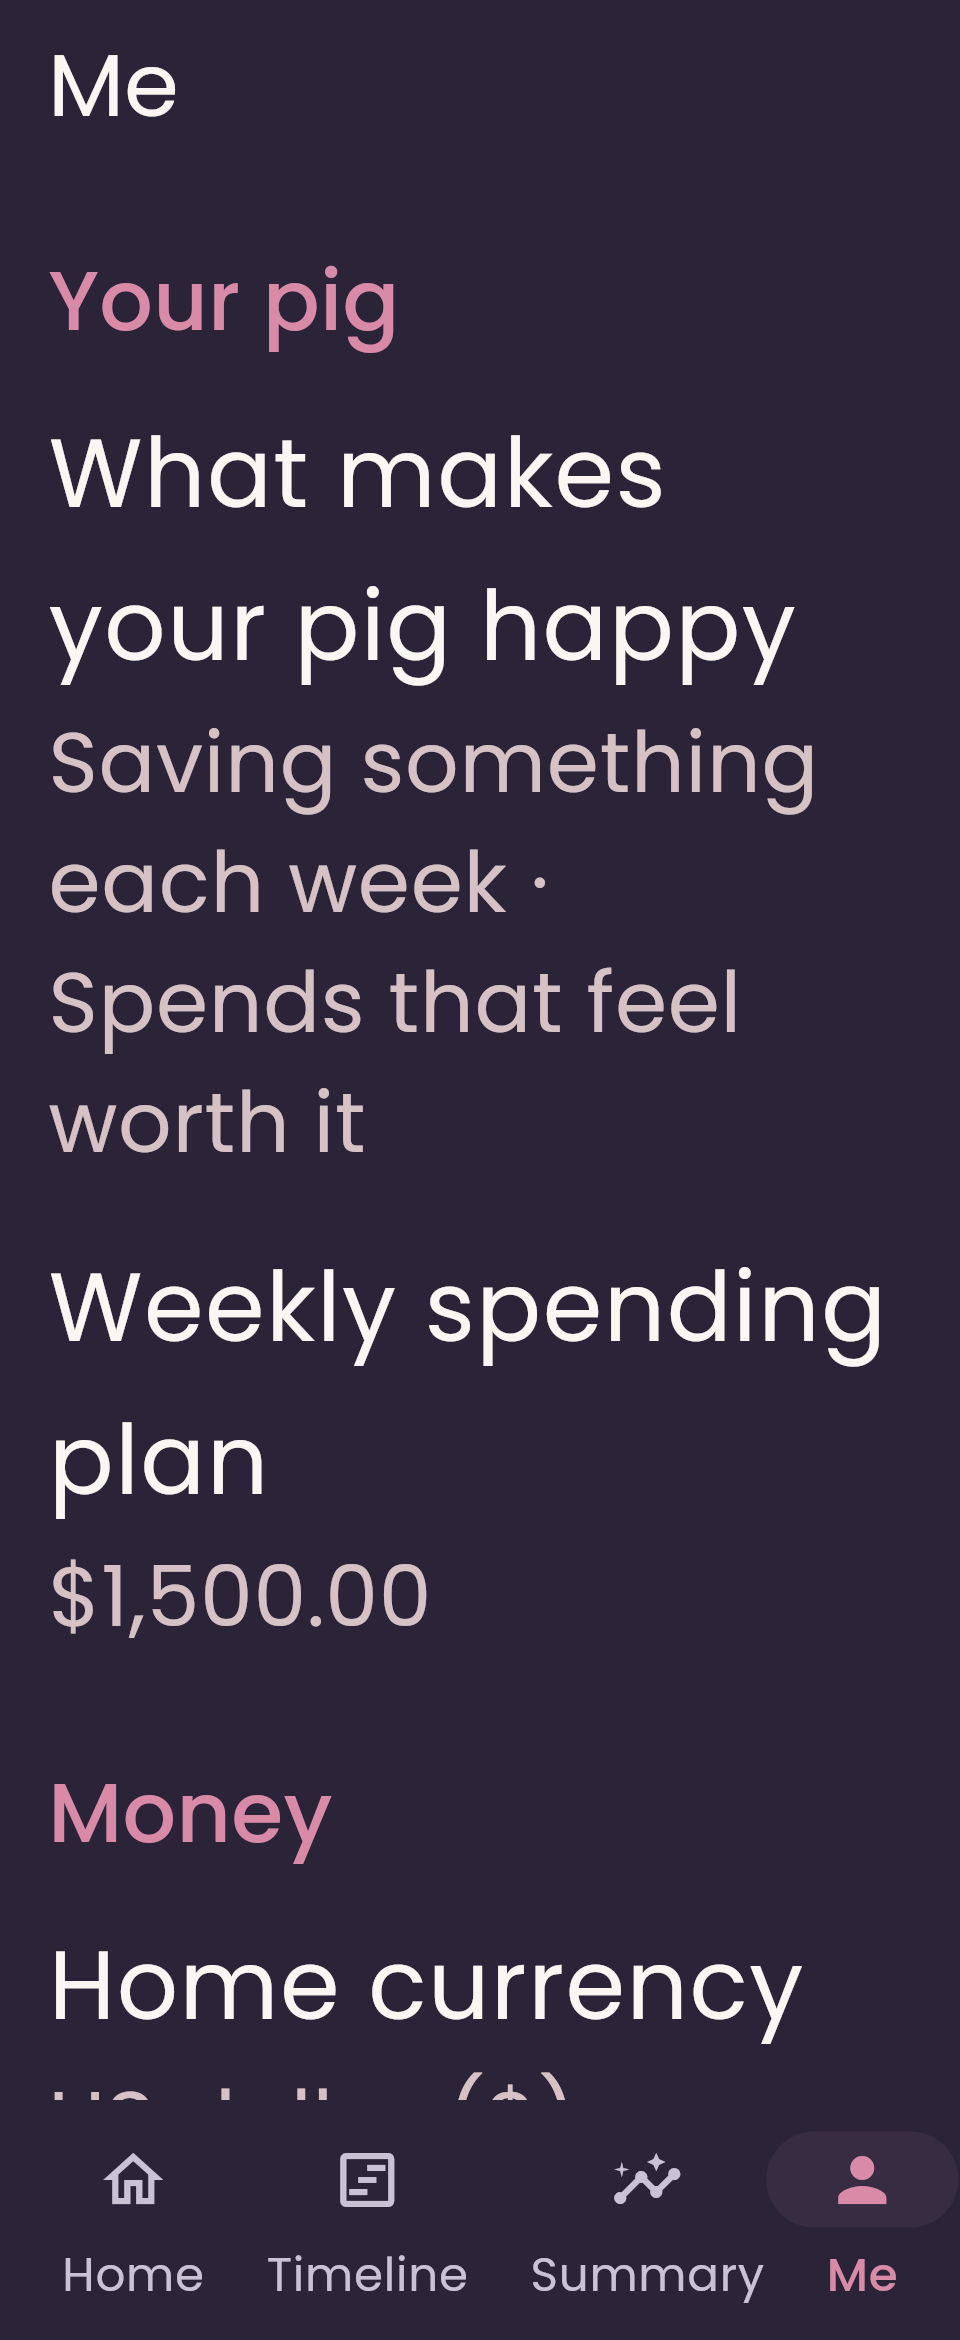 Me
Your pig
What makes
your pig happy
Saving something
each week ·
Spends that feel
worth it
Weekly spending
plan
$1,500.00
Money
Home currency
Home
Timeline
Summary
Me